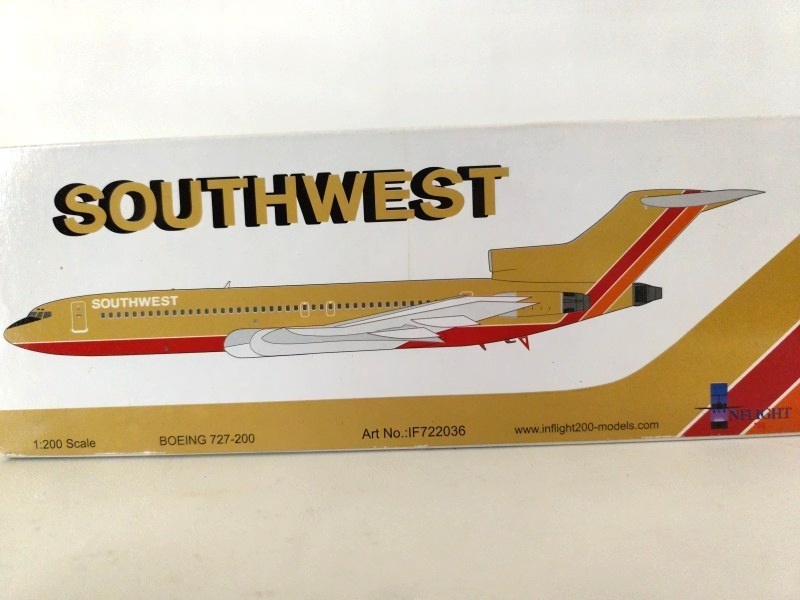 SOUTHWEST
SOUTHWEST
INFLIGHT
1:200 Scale BOEING 727-200 Art No.:IF722036 www.inflight200-models.com